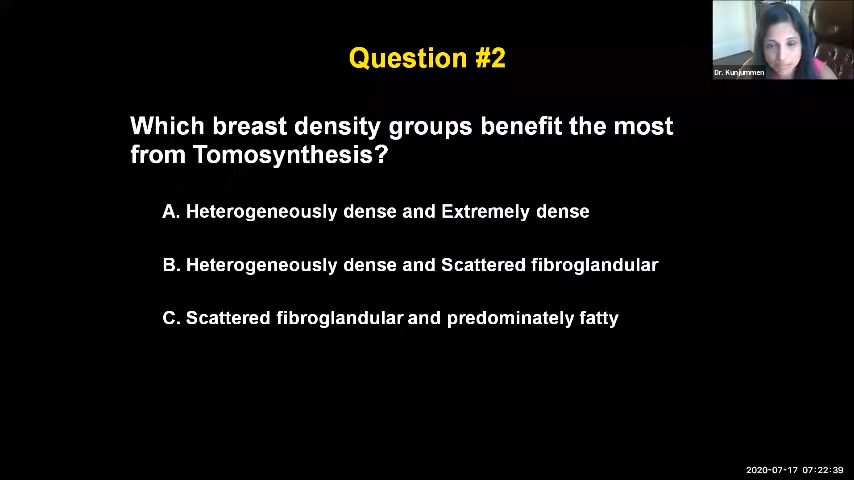 Question #2
Dr. Kunjummen
Which breast density groups benefit the most
from Tomosynthesis?
A. Heterogeneously dense and Extremely dense
B. Heterogeneously dense and Scattered fibroglandular
C. Scattered fibroglandular and predominately fatty
2020-07-17 07:22:39